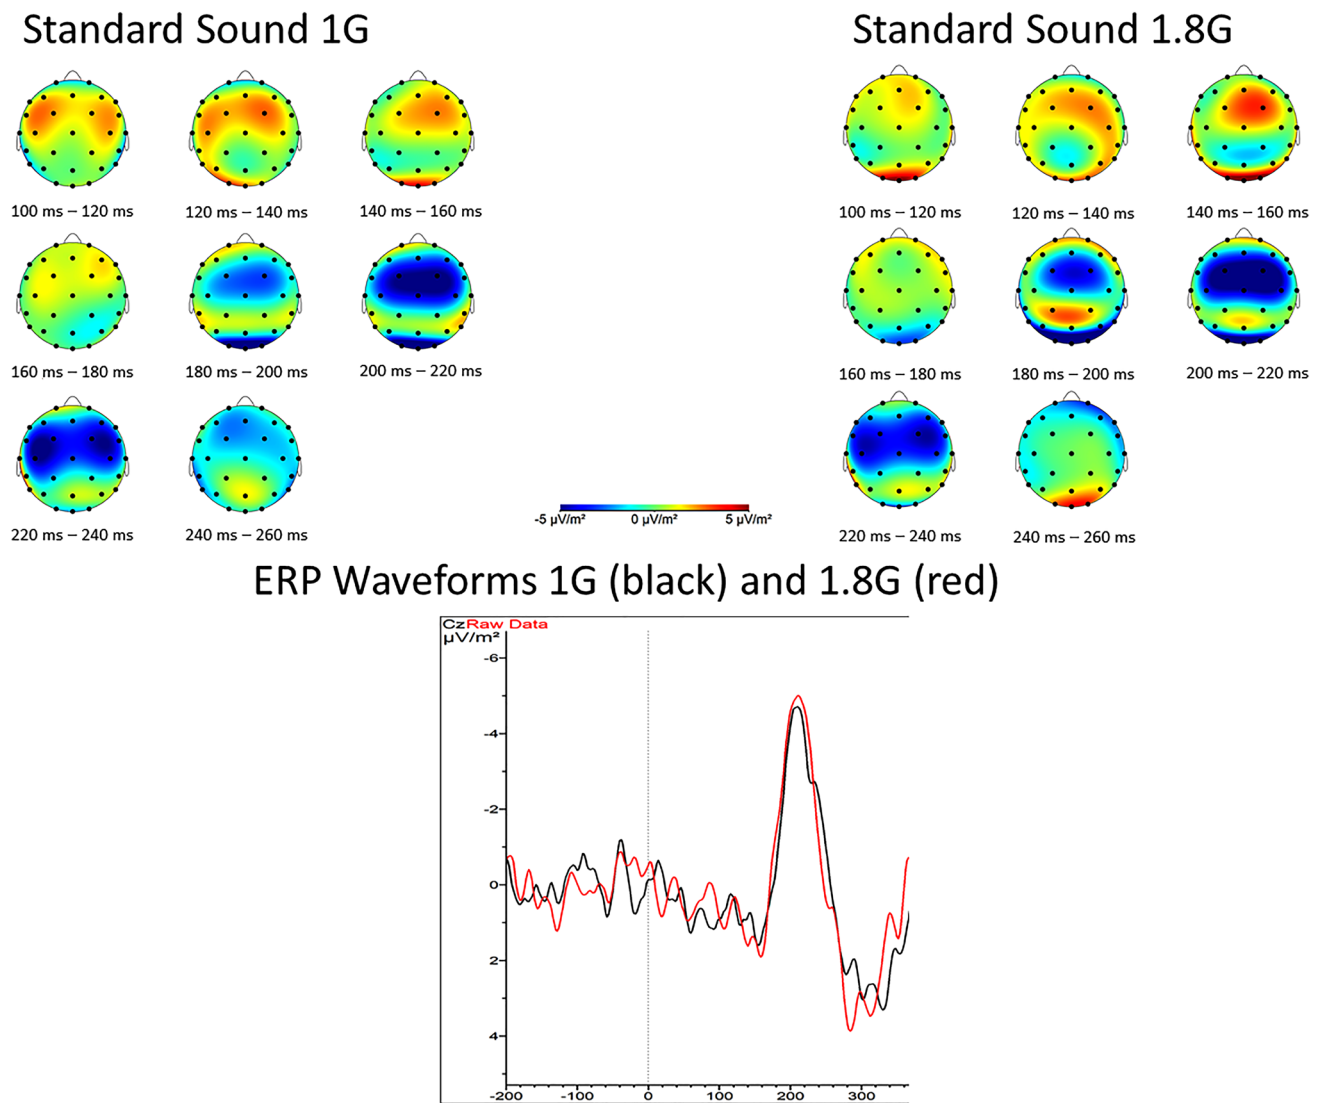 Standard Sound 1G
Standard Sound 1.8G
100 ms – 120 ms
120 ms – 140 ms
140 ms – 160 ms
100 ms – 120 ms
120 ms – 140 ms
140 ms – 160 ms
160 ms – 180 ms
180 ms – 200 ms
200 ms – 220 ms
160 ms – 180 ms
180 ms – 200 ms
200 ms – 220 ms
220 ms – 240 ms
240 ms – 260 ms
-5 µV/m² 0 µV/m² 5 µV/m²
220 ms – 240 ms
240 ms – 260 ms
ERP Waveforms 1G (black) and 1.8G (red)
CzRaw Data
µV/m²
-6
-4
-2
0
2
4
-200 -100 0 100 200 300